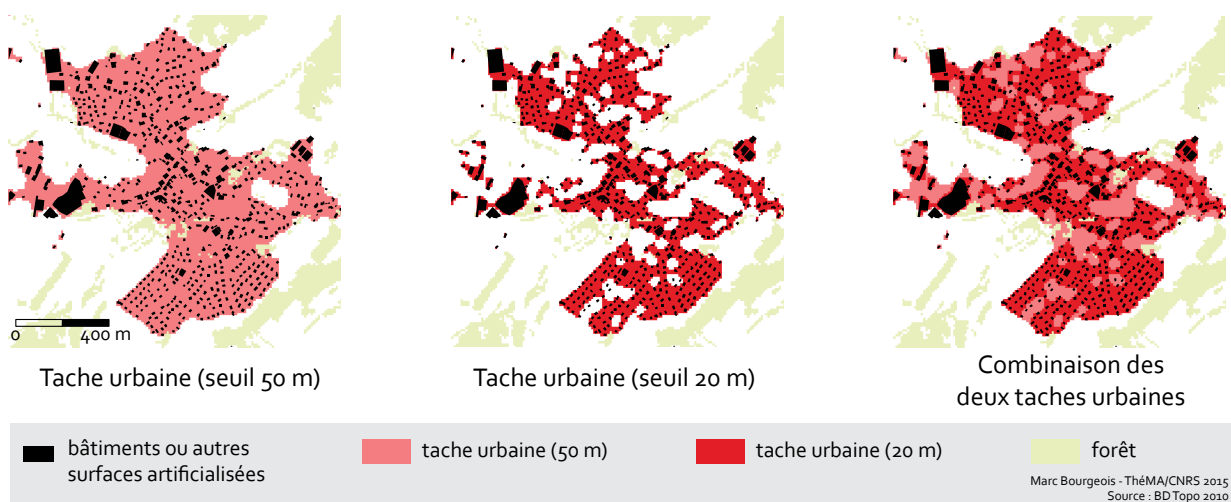 0 400 m
Tache urbaine (seuil 50 m)
Tache urbaine (seuil 20 m)
Combinaison des
deux taches urbaines
bâtiments ou autres
surfaces artificialisées
tache urbaine (50 m)
tache urbaine (20 m)
forêt
Marc Bourgeois - ThéMA/CNRS 2015
Source : BD Topo 2010